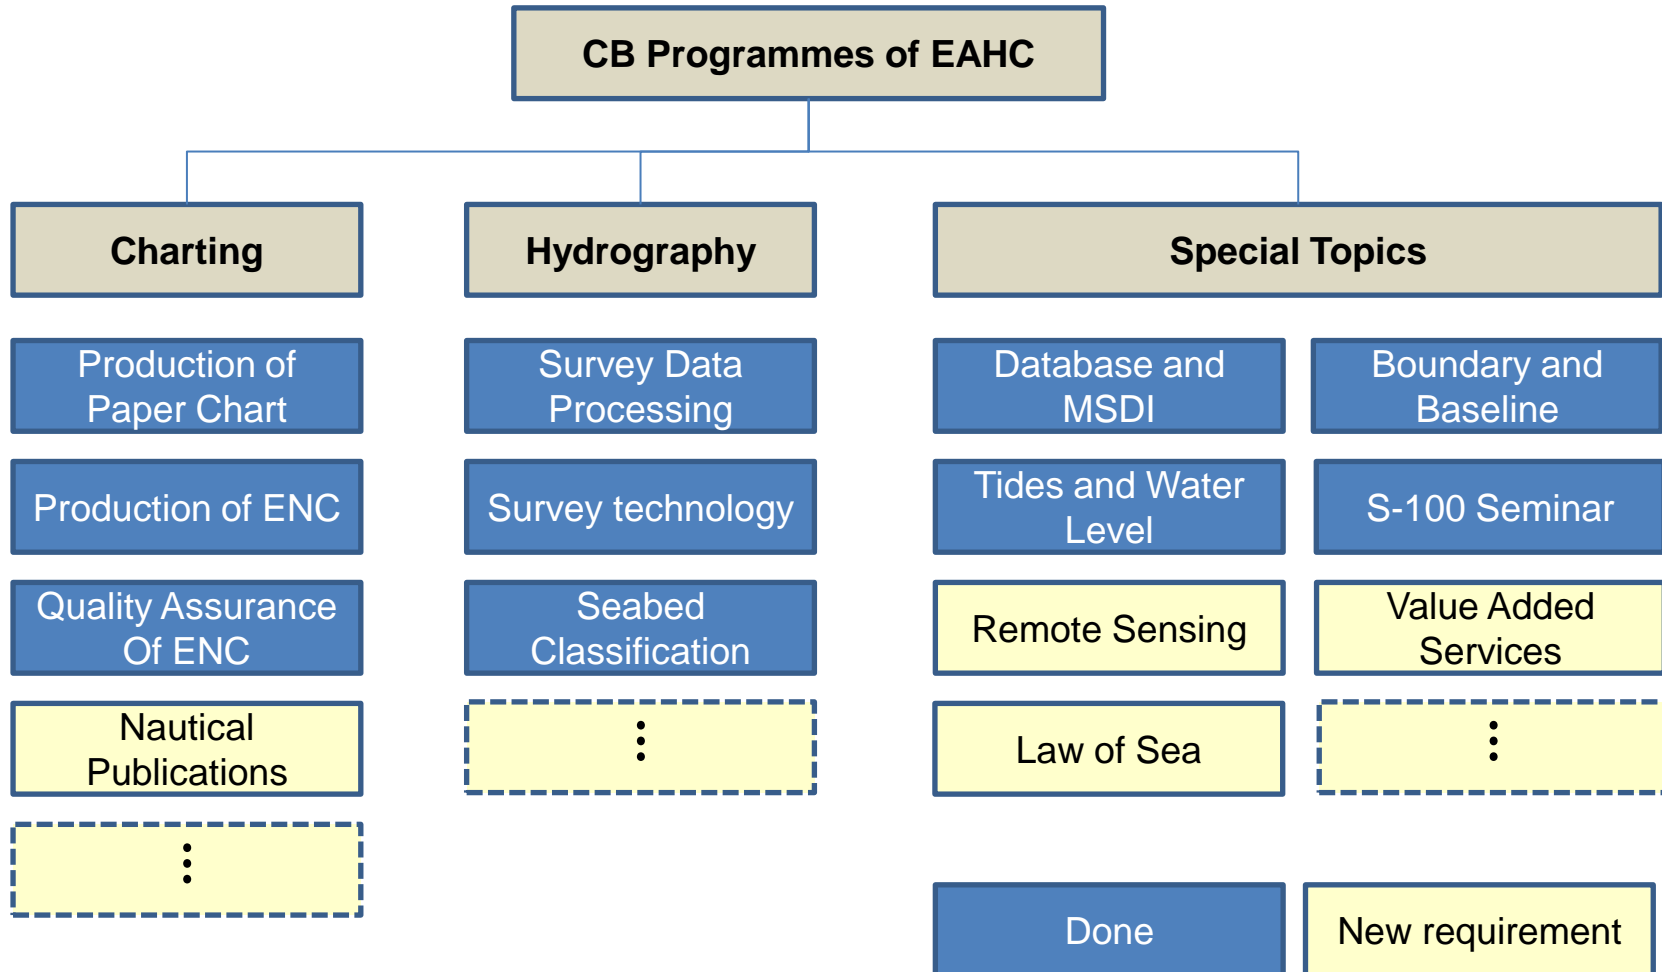 CB Programmes of EAHC
Charting
Hydrography
Special Topics
Production of
Paper Chart
Survey Data
Processing
Database and
MSDI
Boundary and
Baseline
Production of ENC
Survey technology
Tides and Water
Level
S-100 Seminar
Quality Assurance
Of ENC
Seabed
Classification
Remote Sensing
Value Added
Services
Nautical
Publications
⋮
Law of Sea
⋮
⋮
Done
New requirement